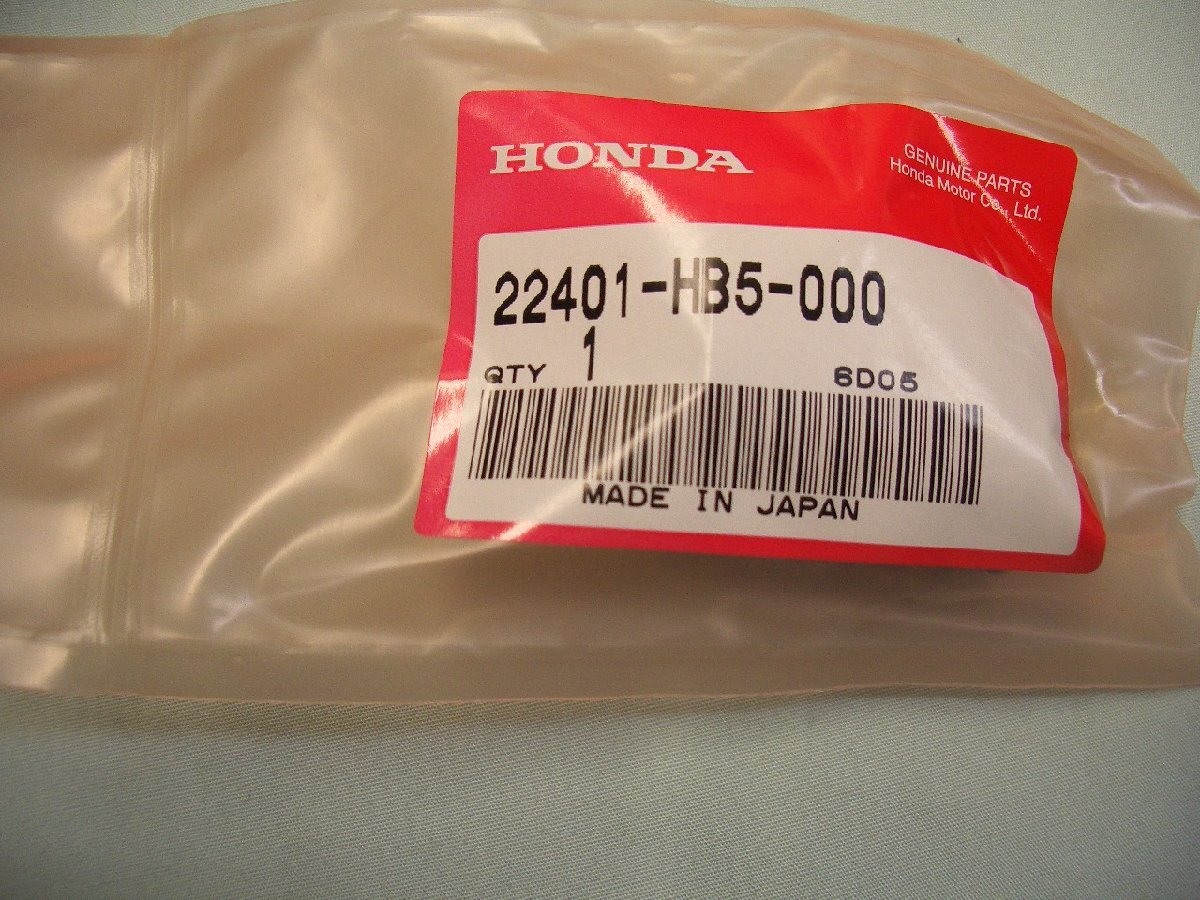 HONDA
GENUINE PARTS
Honda Motor Co., Ltd.
22401-HB5-000
QTY 1 6D05
MADE IN JAPAN